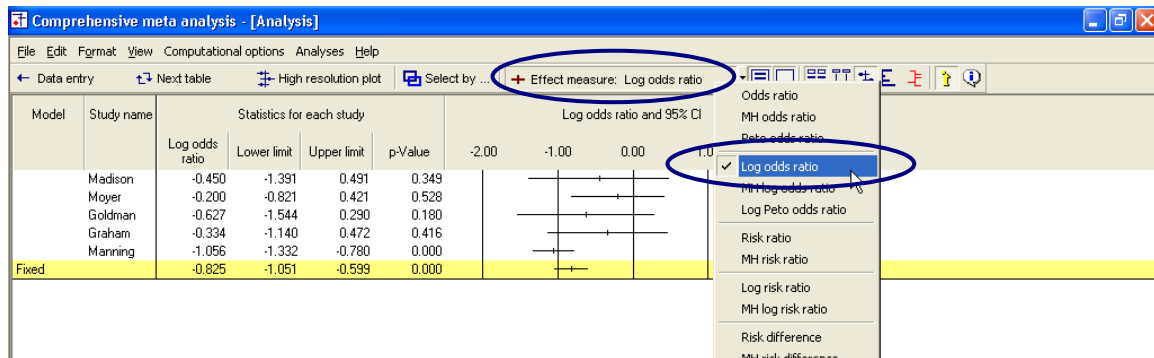 Comprehensive meta analysis - [Analysis]
File Edit Format View Computational options Analyses Help
Data entry Next table High resolution plot Select by ... Effect measure: Log odds ratio
Model Study name Statistics for each study Log odds ratio and 95% CI
Log odds ratio Lower limit Upper limit p-Value -2.00 -1.00 0.00 1.0
Madison -0.450 -1.391 0.491 0.349
Moyer -0.200 -0.821 0.421 0.528
Goldman -0.627 -1.544 0.290 0.180
Graham -0.334 -1.140 0.472 0.416
Manning -1.056 -1.332 -0.780 0.000
Fixed -0.825 -1.051 -0.599 0.000
Odds ratio
MH odds ratio
Peto odds ratio
Log odds ratio
MH log odds ratio
Log Peto odds ratio
Risk ratio
MH risk ratio
Log risk ratio
MH log risk ratio
Risk difference
MH risk difference